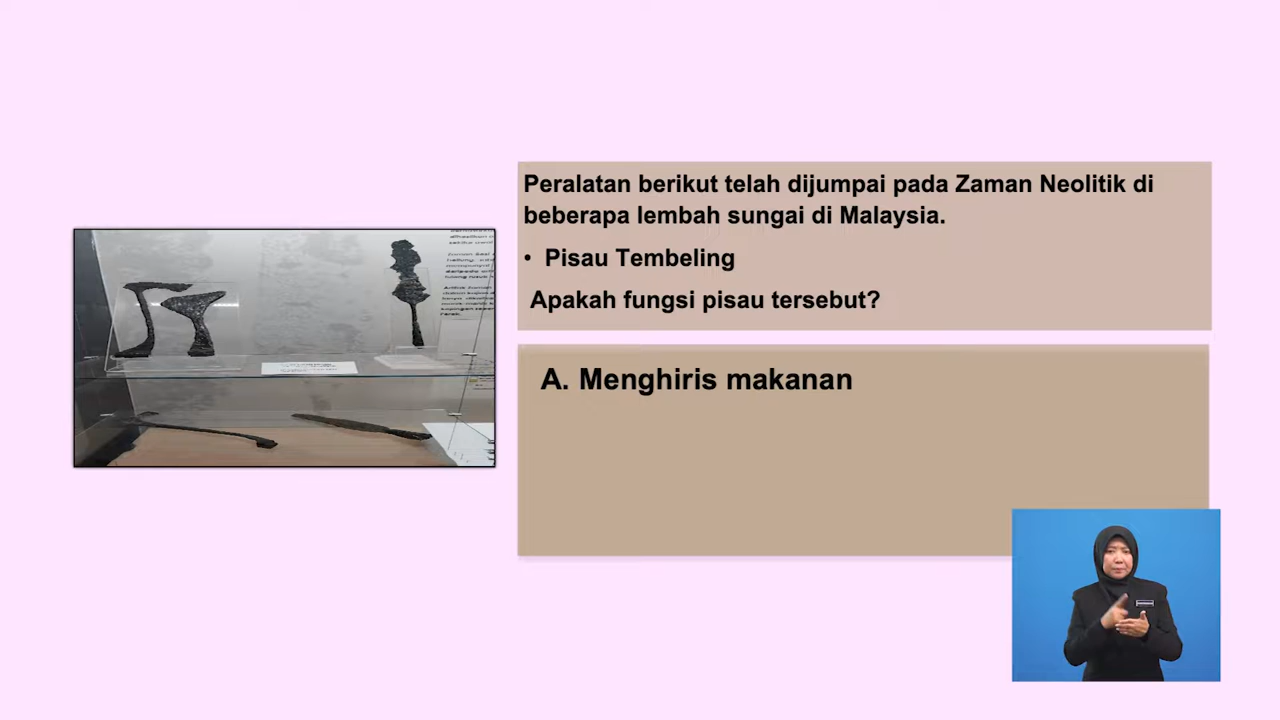 Peralatan berikut telah dijumpai pada Zaman Neolitik di
beberapa lembah sungai di Malaysia.
• Pisau Tembeling
Apakah fungsi pisau tersebut?
A. Menghiris makanan